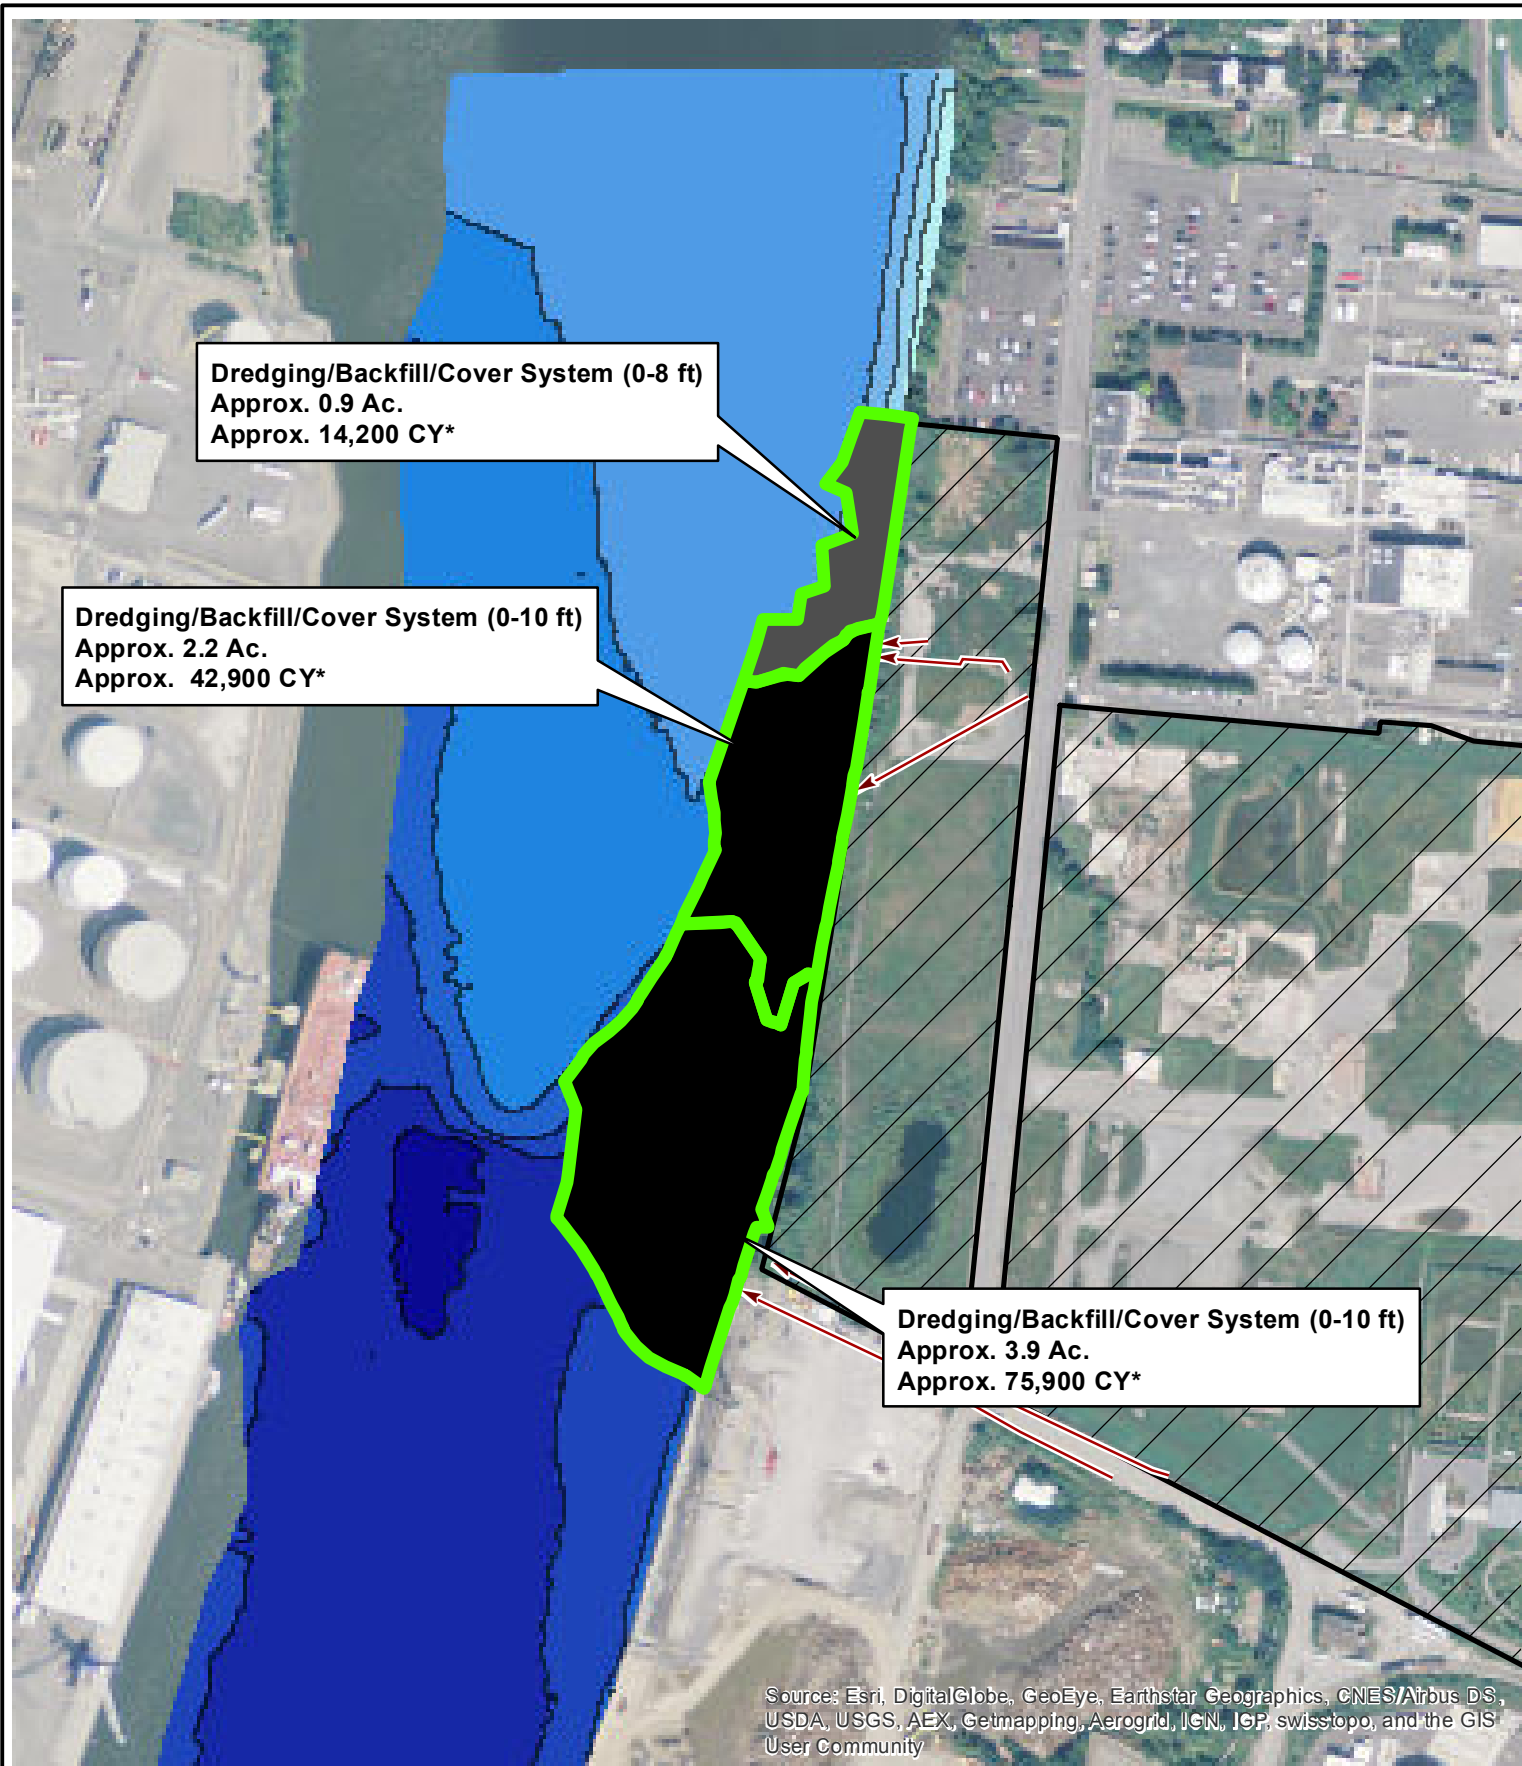 Dredging/Backfill/Cover System (0-8 ft)
Approx. 0.9 Ac.
Approx. 14,200 CY*
Dredging/Backfill/Cover System (0-10 ft)
Approx. 2.2 Ac.
Approx.  42,900 CY*
Dredging/Backfill/Cover System (0-10 ft)
Approx. 3.9 Ac.
Approx. 75,900 CY*
Source: Esri, DigitalGlobe, GeoEye, Earthstar Geographics, CNES/Airbus DS,
USDA, USGS, AEX, Getmapping, Aerogrid, IGN, IGP, swisstopo, and the GIS
User Community